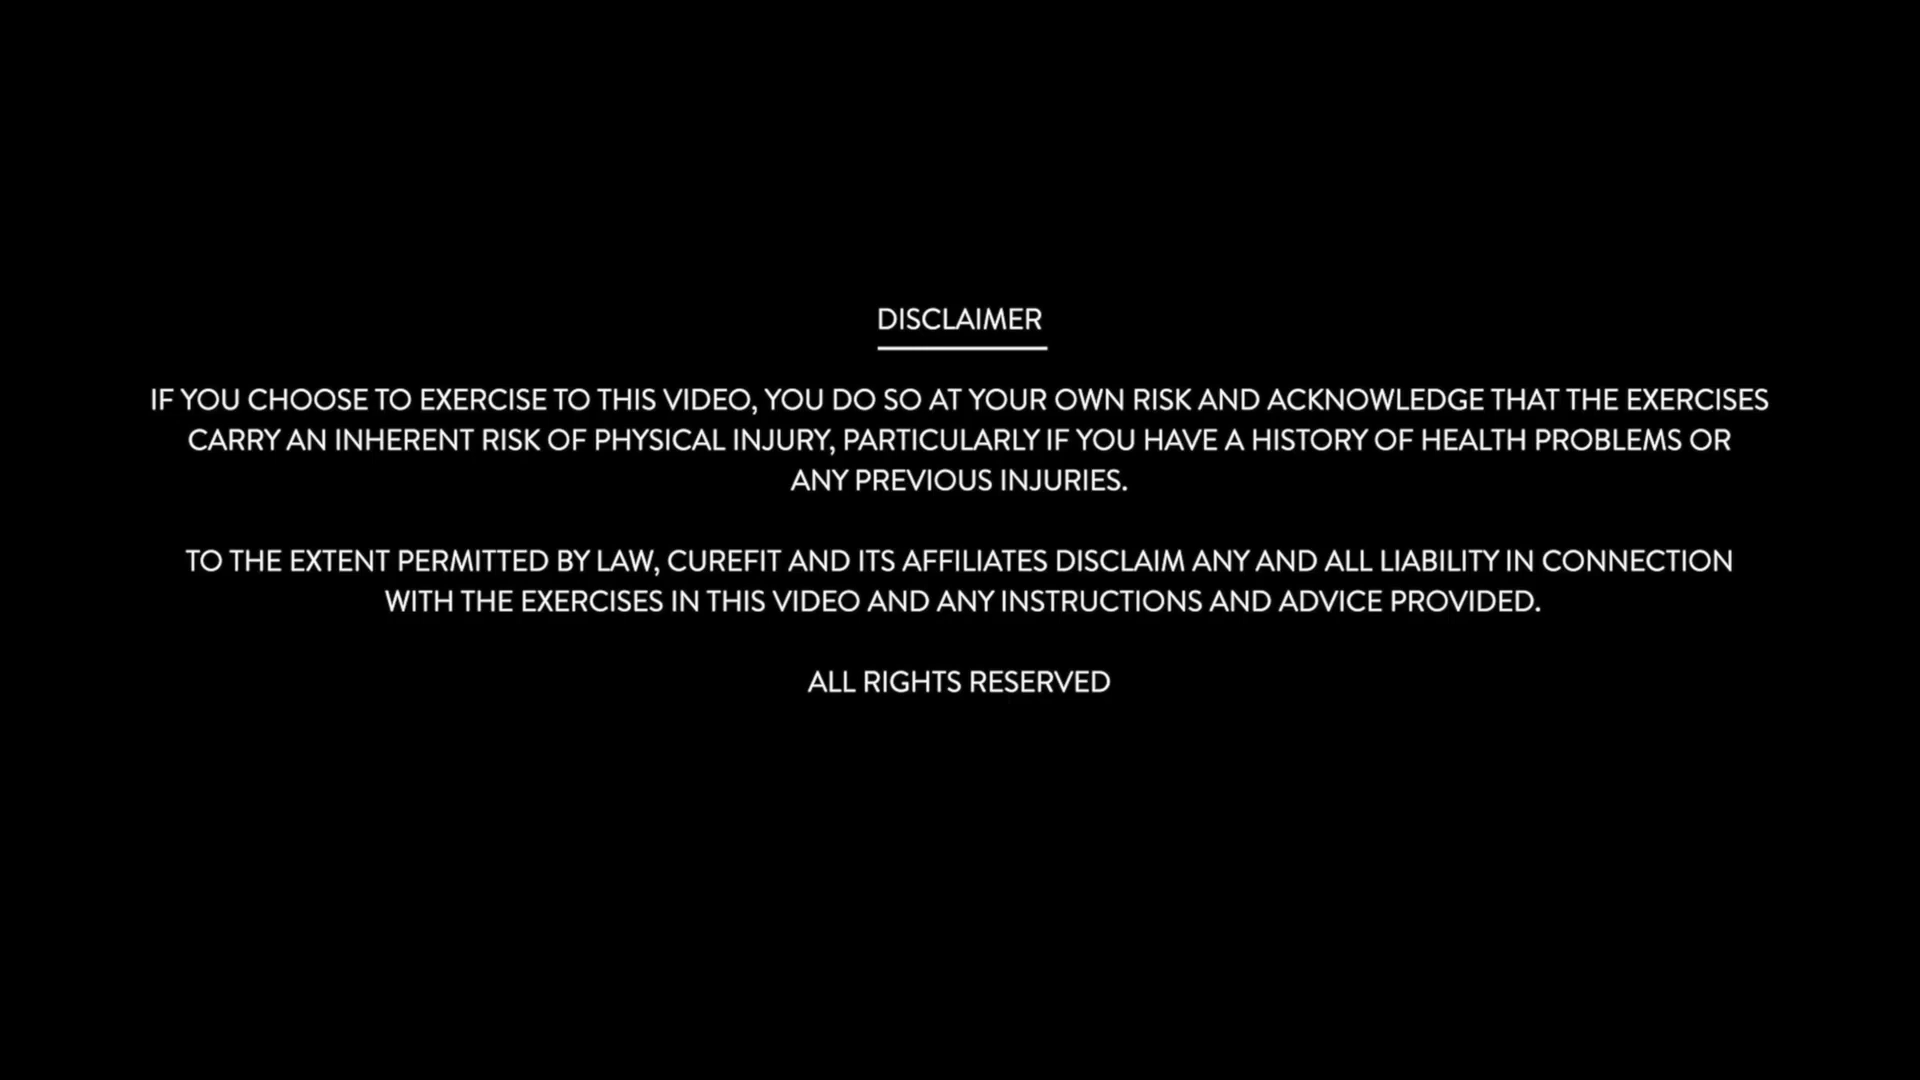 DISCLAIMER
IF YOU CHOOSE TO EXERCISE TO THIS VIDEO, YOU DO SO AT YOUR OWN RISK AND ACKNOWLEDGE THAT THE EXERCISES
CARRY AN INHERENT RISK OF PHYSICAL INJURY, PARTICULARLY IF YOU HAVE A HISTORY OF HEALTH PROBLEMS OR
ANY PREVIOUS INJURIES.
TO THE EXTENT PERMITTED BY LAW, CUREFIT AND ITS AFFILIATES DISCLAIM ANY AND ALL LIABILITY IN CONNECTION
WITH THE EXERCISES IN THIS VIDEO AND ANY INSTRUCTIONS AND ADVICE PROVIDED.
ALL RIGHTS RESERVED